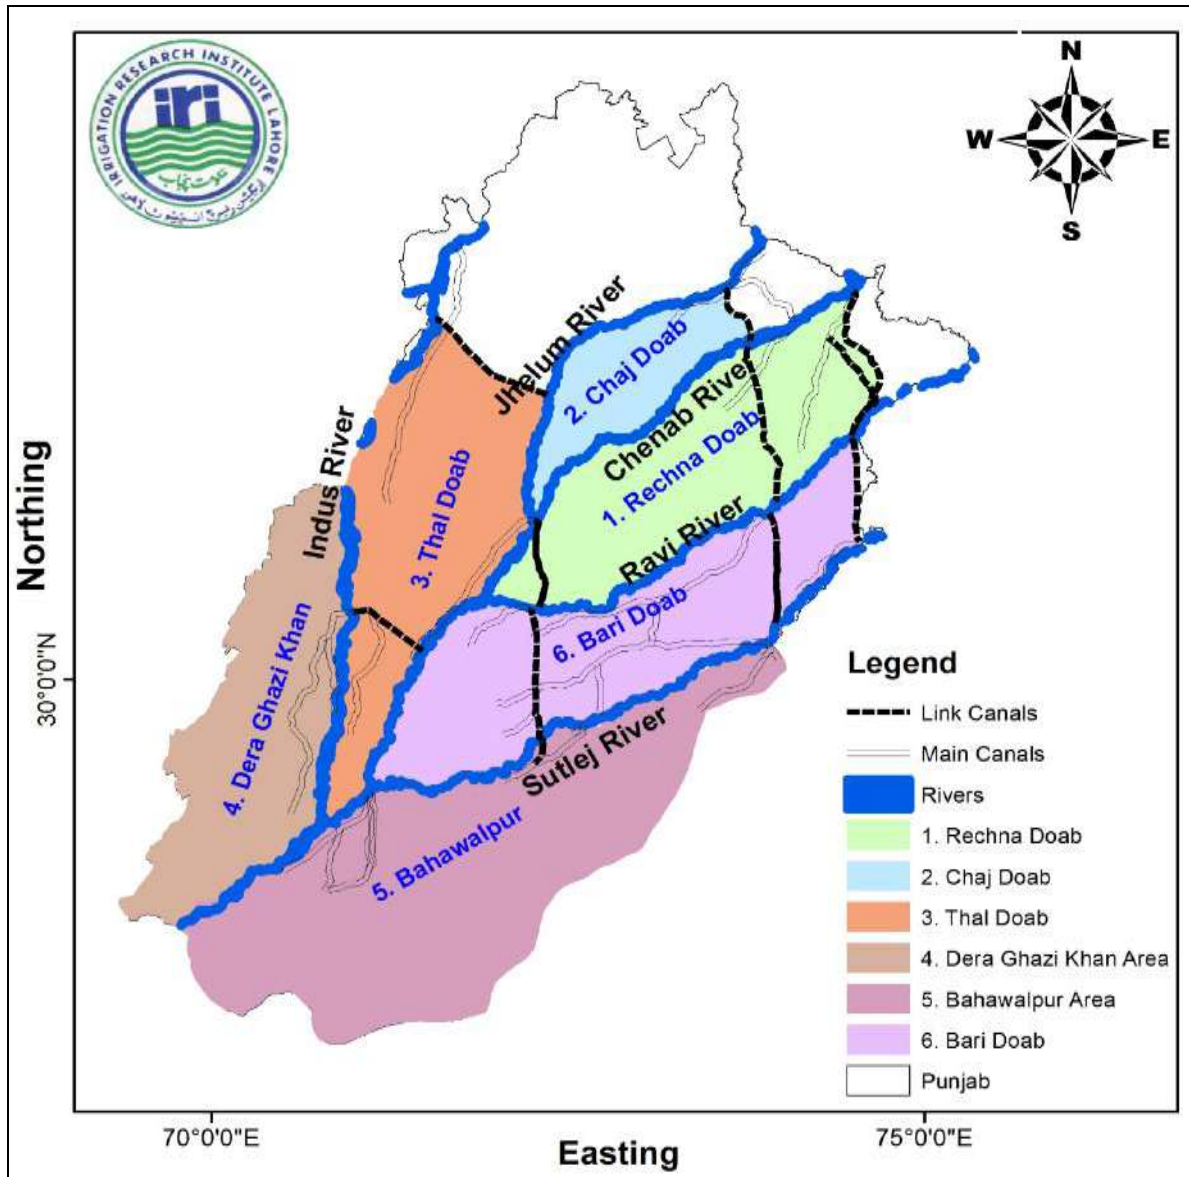 IRRIGATION RESEARCH INSTITUTE LAHORE
iri
حکومت پنجاب
N
W
E
S
Jhelum River
2. Chaj Doab
Chenab River
1. Rechna Doab
Indus River
3. Thal Doab
Ravi River
6. Bari Doab
4. Dera Ghazi Khan
Sutlej River
5. Bahawalpur
Northing
30°0'0"N
Legend
Link Canals
Main Canals
Rivers
1. Rechna Doab
2. Chaj Doab
3. Thal Doab
4. Dera Ghazi Khan Area
5. Bahawalpur Area
6. Bari Doab
Punjab
70°0'0"E
75°0'0"E
Easting